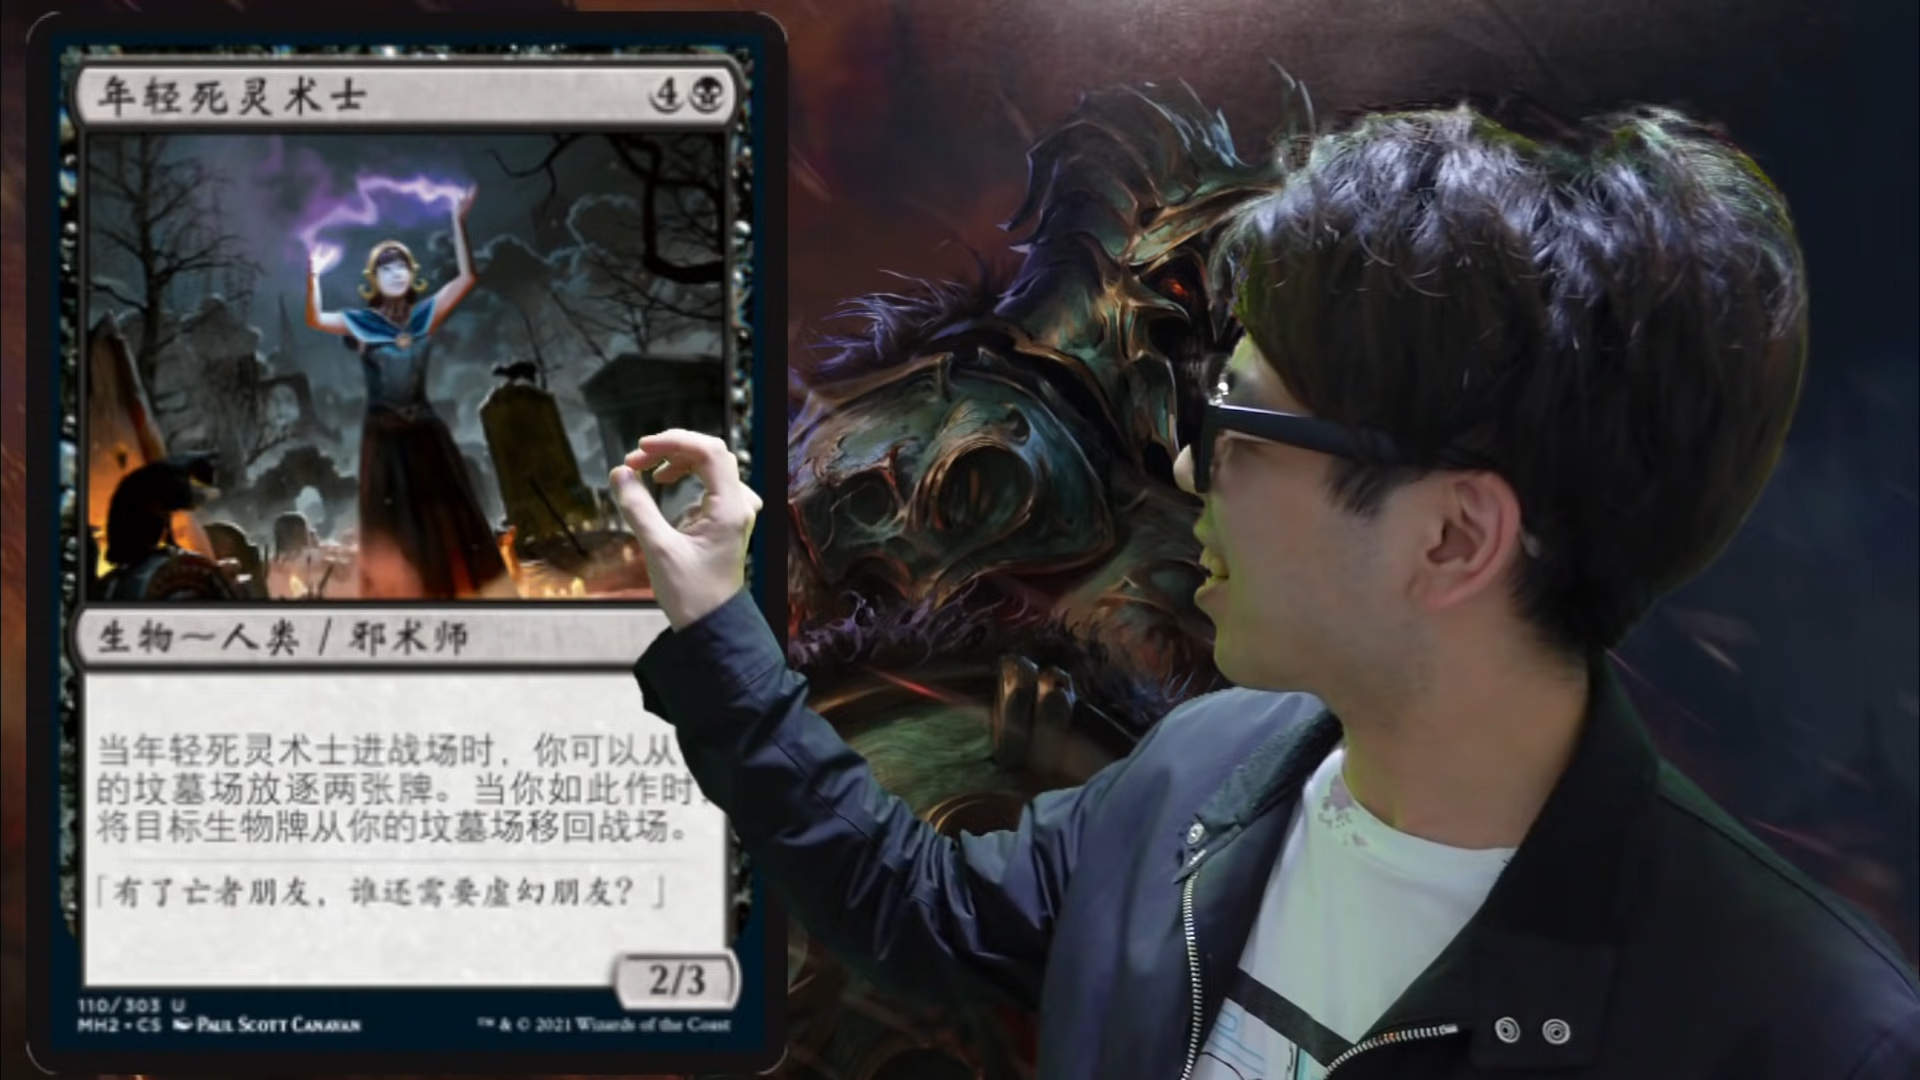 年轻死灵术士 4
生物～人类 / 邪术师
当年轻死灵术士进战场时，你可以从
的坟墓场放逐两张牌。当你如此作时
将目标生物牌从你的坟墓场移回战场。
「有了亡者朋友，谁还需要虚幻朋友？」
2/3
110/303 U
MH2 • CS PAUL SCOTT CANAVAN
™ & © 2021 Wizards of the Coast